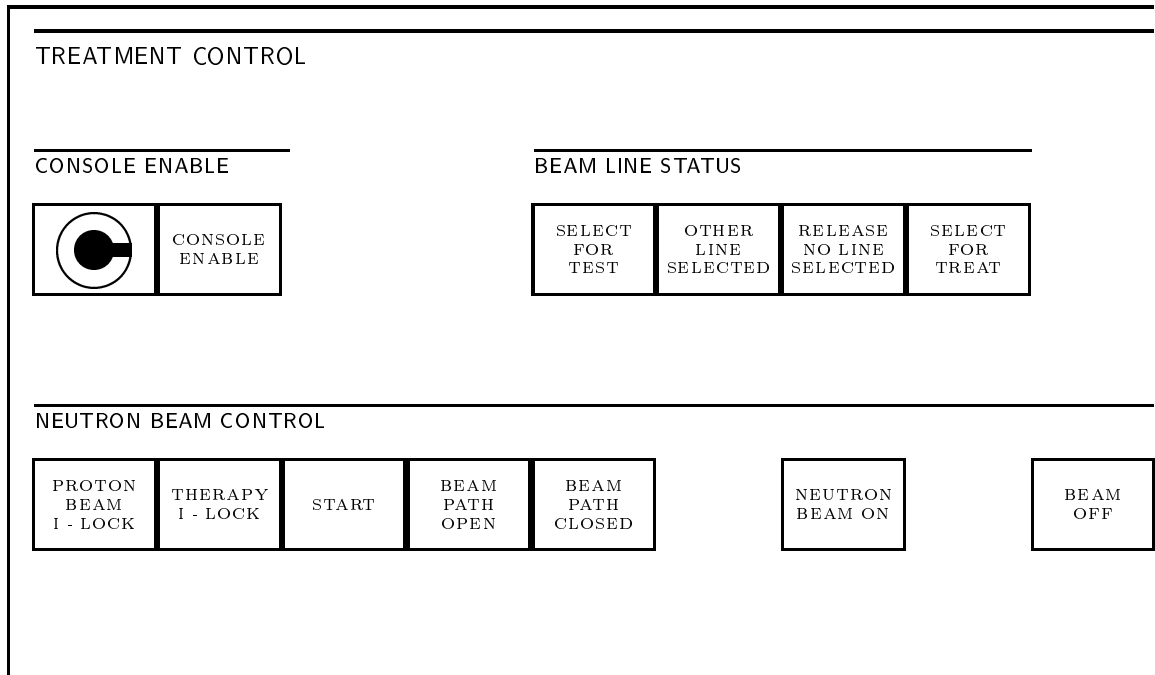 TREATMENT CONTROL
CONSOLE ENABLE
CONSOLE
ENABLE
BEAM LINE STATUS
SELECT
FOR
TEST
OTHER
LINE
SELECTED
RELEASE
NO LINE
SELECTED
SELECT
FOR
TREAT
NEUTRON BEAM CONTROL
PROTON
BEAM
I - LOCK
THERAPY
I - LOCK
START
BEAM
PATH
OPEN
BEAM
PATH
CLOSED
NEUTRON
BEAM ON
BEAM
OFF